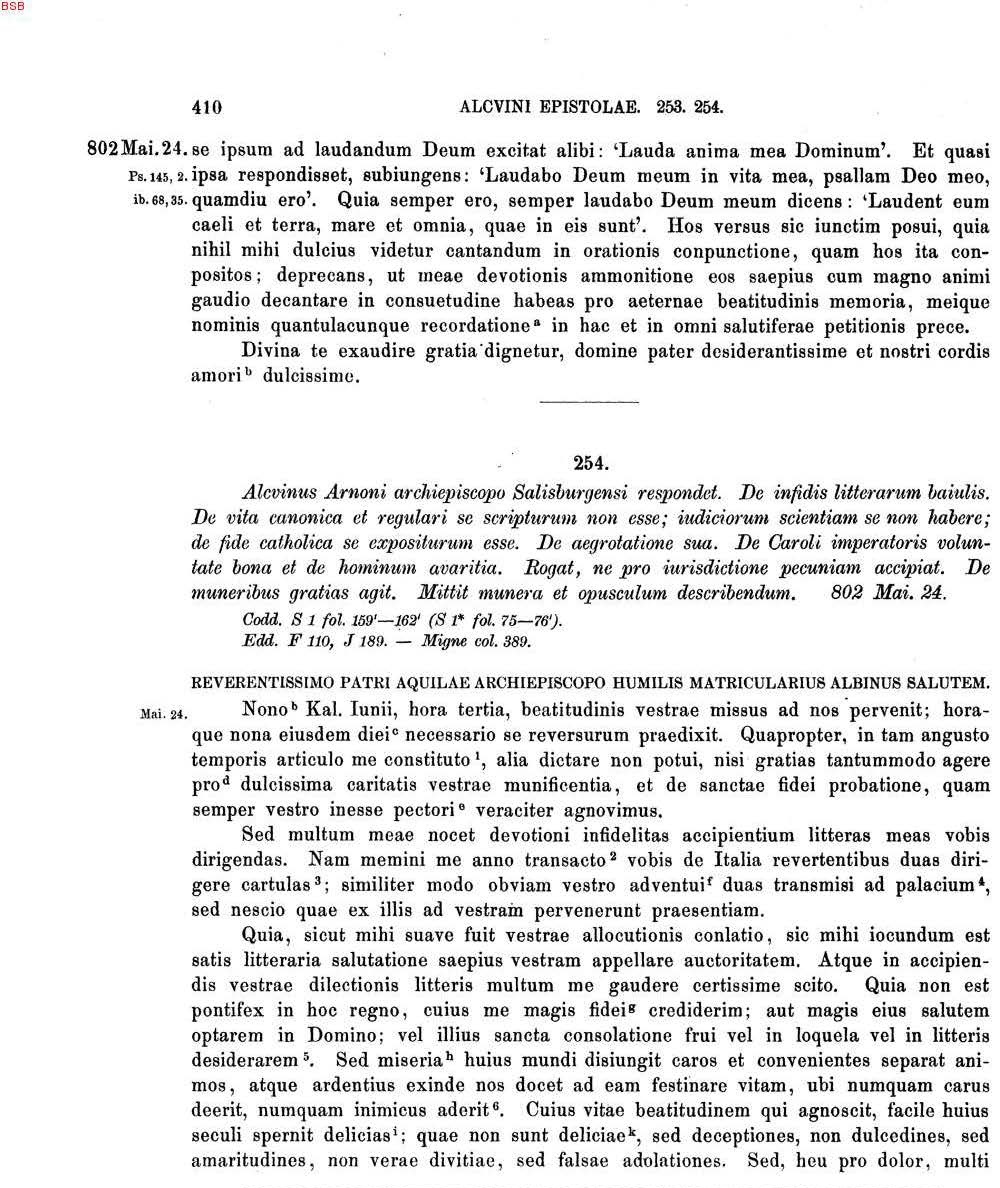 BSB
410 ALCVINI EPISTOLAE. 253. 254.
802 Mai. 24. se ipsum ad laudandum Deum excitat alibi: ‘Lauda anima mea Dominum’. Et quasi
Ps. 145, 2. ipsa respondisset, subiungens: ‘Laudabo Deum meum in vita mea, psallam Deo meo,
ib. 68, 35. quamdiu ero’. Quia semper ero, semper laudabo Deum meum dicens: ‘Laudent eum
caeli et terra, mare et omnia, quae in eis sunt’. Hos versus sic iunctim posui, quia
nihil mihi dulcius videtur cantandum in orationis conpunctione, quam hos ita con-
positos; deprecans, ut meae devotionis ammonitione eos saepius cum magno animi
gaudio decantare in consuetudine habeas pro aeternae beatitudinis memoria, meique
nominis quantulacunque recordatione ᵃ in hac et in omni salutiferae petitionis prece.
Divina te exaudire gratia dignetur, domine pater desiderantissime et nostri cordis
amori ᵇ dulcissime.
254.
Alcvinus Arnoni archiepiscopo Salisburgensi respondet. De infidis litterarum baiulis.
De vita canonica et regulari se scripturum non esse; iudiciorum scientiam se non habere;
de fide catholica se expositurum esse. De aegrotatione sua. De Caroli imperatoris volun-
tate bona et de hominum avaritia. Rogat, ne pro iurisdictione pecuniam accipiat. De
muneribus gratias agit. Mittit munera et opusculum describendum. 802 Mai. 24.
Codd. S 1 fol. 159'—162' (S 1* fol. 75—76').
Edd. F 110, J 189. — Migne col. 389.
REVERENTISSIMO PATRI AQUILAE ARCHIEPISCOPO HUMILIS MATRICULARIUS ALBINUS SALUTEM.
Mai. 24. Nono ᵇ Kal. Iunii, hora tertia, beatitudinis vestrae missus ad nos pervenit; hora-
que nona eiusdem diei ᶜ necessario se reversurum praedixit. Quapropter, in tam angusto
temporis articulo me constituto ¹, alia dictare non potui, nisi gratias tantummodo agere
pro ᵈ dulcissima caritatis vestrae munificentia, et de sanctae fidei probatione, quam
semper vestro inesse pectori ᵉ veraciter agnovimus.
Sed multum meae nocet devotioni infidelitas accipientium litteras meas vobis
dirigendas. Nam memini me anno transacto ² vobis de Italia revertentibus duas diri-
gere cartulas ³; similiter modo obviam vestro adventui ᶠ duas transmisi ad palacium ⁴,
sed nescio quae ex illis ad vestram pervenerunt praesentiam.
Quia, sicut mihi suave fuit vestrae allocutionis conlatio, sic mihi iocundum est
satis litteraria salutatione saepius vestram appellare auctoritatem. Atque in accipien-
dis vestrae dilectionis litteris multum me gaudere certissime scito. Quia non est
pontifex in hoc regno, cuius me magis fidei ᵍ crediderim; aut magis eius salutem
optarem in Domino; vel illius sancta consolatione frui vel in loquela vel in litteris
desiderarem ⁵. Sed miseria ʰ huius mundi disiungit caros et convenientes separat ani-
mos, atque ardentius exinde nos docet ad eam festinare vitam, ubi numquam carus
deerit, numquam inimicus aderit ⁶. Cuius vitae beatitudinem qui agnoscit, facile huius
seculi spernit delicias ⁱ; quae non sunt deliciae ᵏ, sed deceptiones, non dulcedines, sed
amaritudines, non verae divitiae, sed falsae adolationes. Sed, heu pro dolor, multi